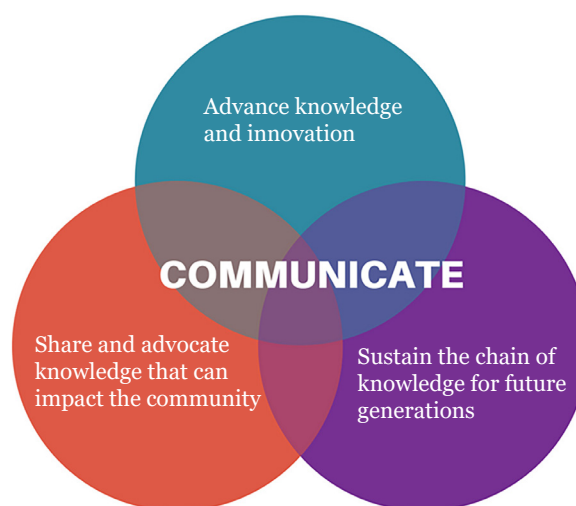 Advance knowledge
and innovation
COMMUNICATE
Share and advocate
knowledge that can
impact the community
Sustain the chain of
knowledge for future
generations